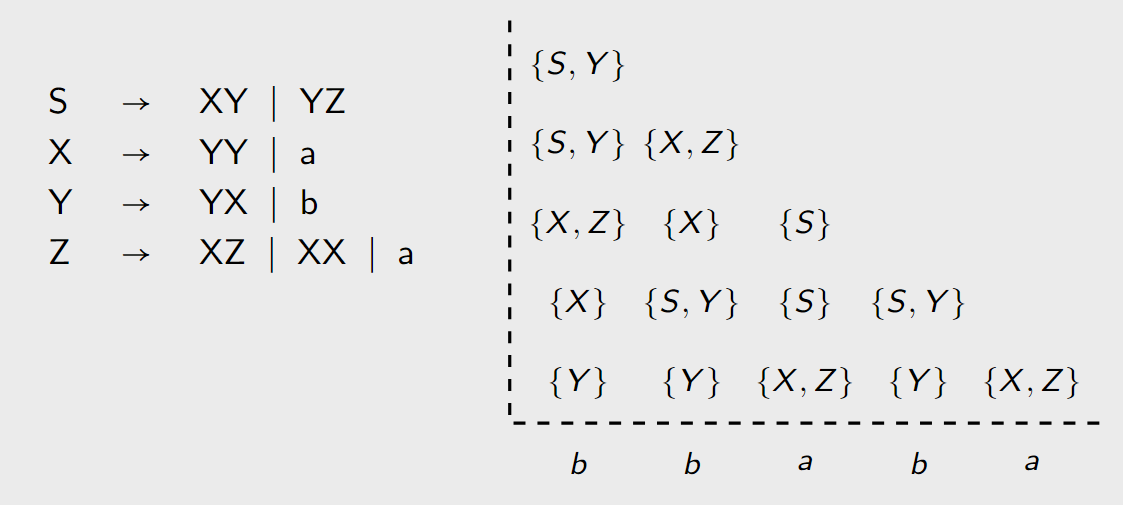 S → XY | YZ
X → YY | a
Y → YX | b
Z → XZ | XX | a
{S, Y}
{S, Y} {X, Z}
{X, Z} {X} {S}
{X} {S, Y} {S} {S, Y}
{Y} {Y} {X, Z} {Y} {X, Z}
b b a b a